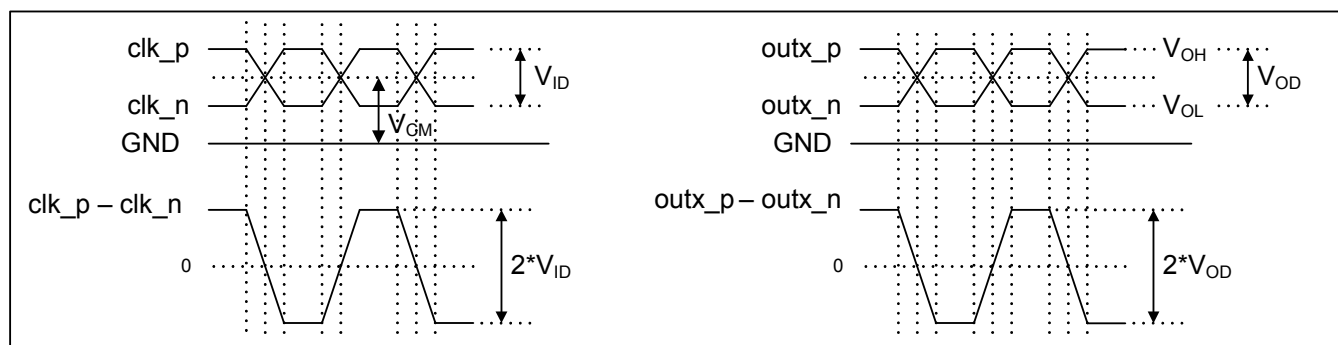 clk_p
V_ID
clk_n
V_CM
GND
clk_p – clk_n
0
2*V_ID
outx_p
V_OH
V_OD
outx_n
V_OL
GND
outx_p – outx_n
0
2*V_OD